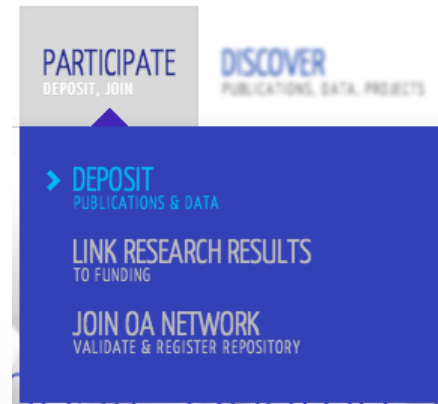 PARTICIPATE
DEPOSIT, JOIN
DISCOVER
PUBLICATIONS, DATA, PROJECTS
DEPOSIT
PUBLICATIONS & DATA
LINK RESEARCH RESULTS
TO FUNDING
JOIN OA NETWORK
VALIDATE & REGISTER REPOSITORY